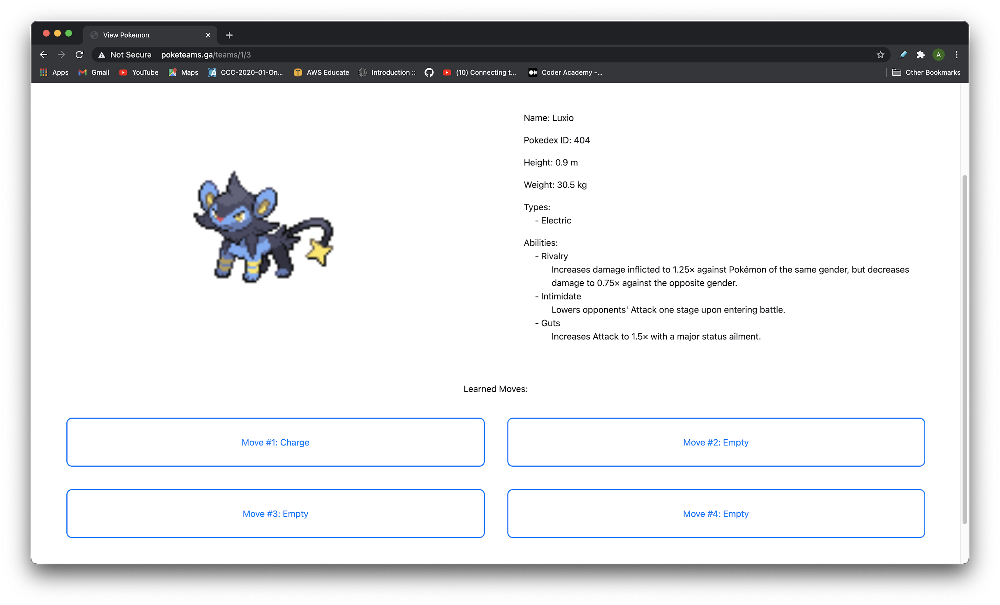 View Pokemon
Not Secure poketeams.ga/teams/1/3 A
Apps Gmail YouTube Maps CCC-2020-01-On... AWS Educate Introduction :: (10) Connecting t... Coder Academy -... Other Bookmarks
Name: Luxio
Pokedex ID: 404
Height: 0.9 m
Weight: 30.5 kg
Types:
- Electric
Abilities:
- Rivalry
Increases damage inflicted to 1.25× against Pokémon of the same gender, but decreases
damage to 0.75× against the opposite gender.
- Intimidate
Lowers opponents' Attack one stage upon entering battle.
- Guts
Increases Attack to 1.5× with a major status ailment.
Learned Moves:
Move #1: Charge
Move #2: Empty
Move #3: Empty
Move #4: Empty